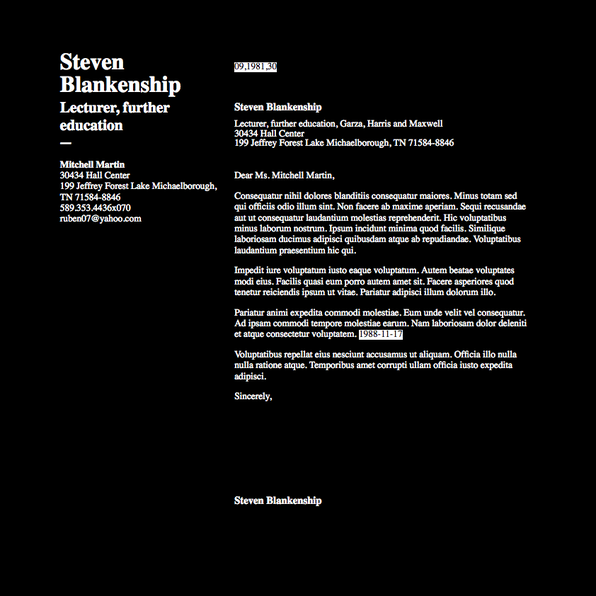 Steven
Blankenship
Lecturer, further
education
—
Mitchell Martin
30434 Hall Center
199 Jeffrey Forest Lake Michaelborough,
TN 71584-8846
589.353.4436x070
ruben07@yahoo.com
09,1981,30
Steven Blankenship
Lecturer, further education, Garza, Harris and Maxwell
30434 Hall Center
199 Jeffrey Forest Lake Michaelborough, TN 71584-8846
Dear Ms. Mitchell Martin,
Consequatur nihil dolores blanditiis consequatur maiores. Minus totam sed
qui officiis odio illum sint. Non facere ab maxime aperiam. Sequi recusandae
aut ut consequatur laudantium molestias reprehenderit. Hic voluptatibus
minus laborum nostrum. Ipsum incidunt minima quod facilis. Similique
laboriosam ducimus adipisci quibusdam atque ab repudiandae. Voluptatibus
laudantium praesentium hic qui.
Impedit iure voluptatum iusto eaque voluptatum. Autem beatae voluptates
modi eius. Facilis quasi eum porro autem amet sit. Facere asperiores quod
tenetur reiciendis ipsum ut vitae. Pariatur adipisci illum dolorum illo.
Pariatur animi expedita commodi molestiae. Eum unde velit vel consequatur.
Ad ipsam commodi tempore molestiae earum. Nam laboriosam dolor deleniti
et atque consectetur voluptatem. 1988-11-17
Voluptatibus repellat eius nesciunt accusamus ut aliquam. Officia illo nulla
nulla ratione atque. Temporibus amet corrupti ullam officia iusto expedita
adipisci.
Sincerely,
Steven Blankenship